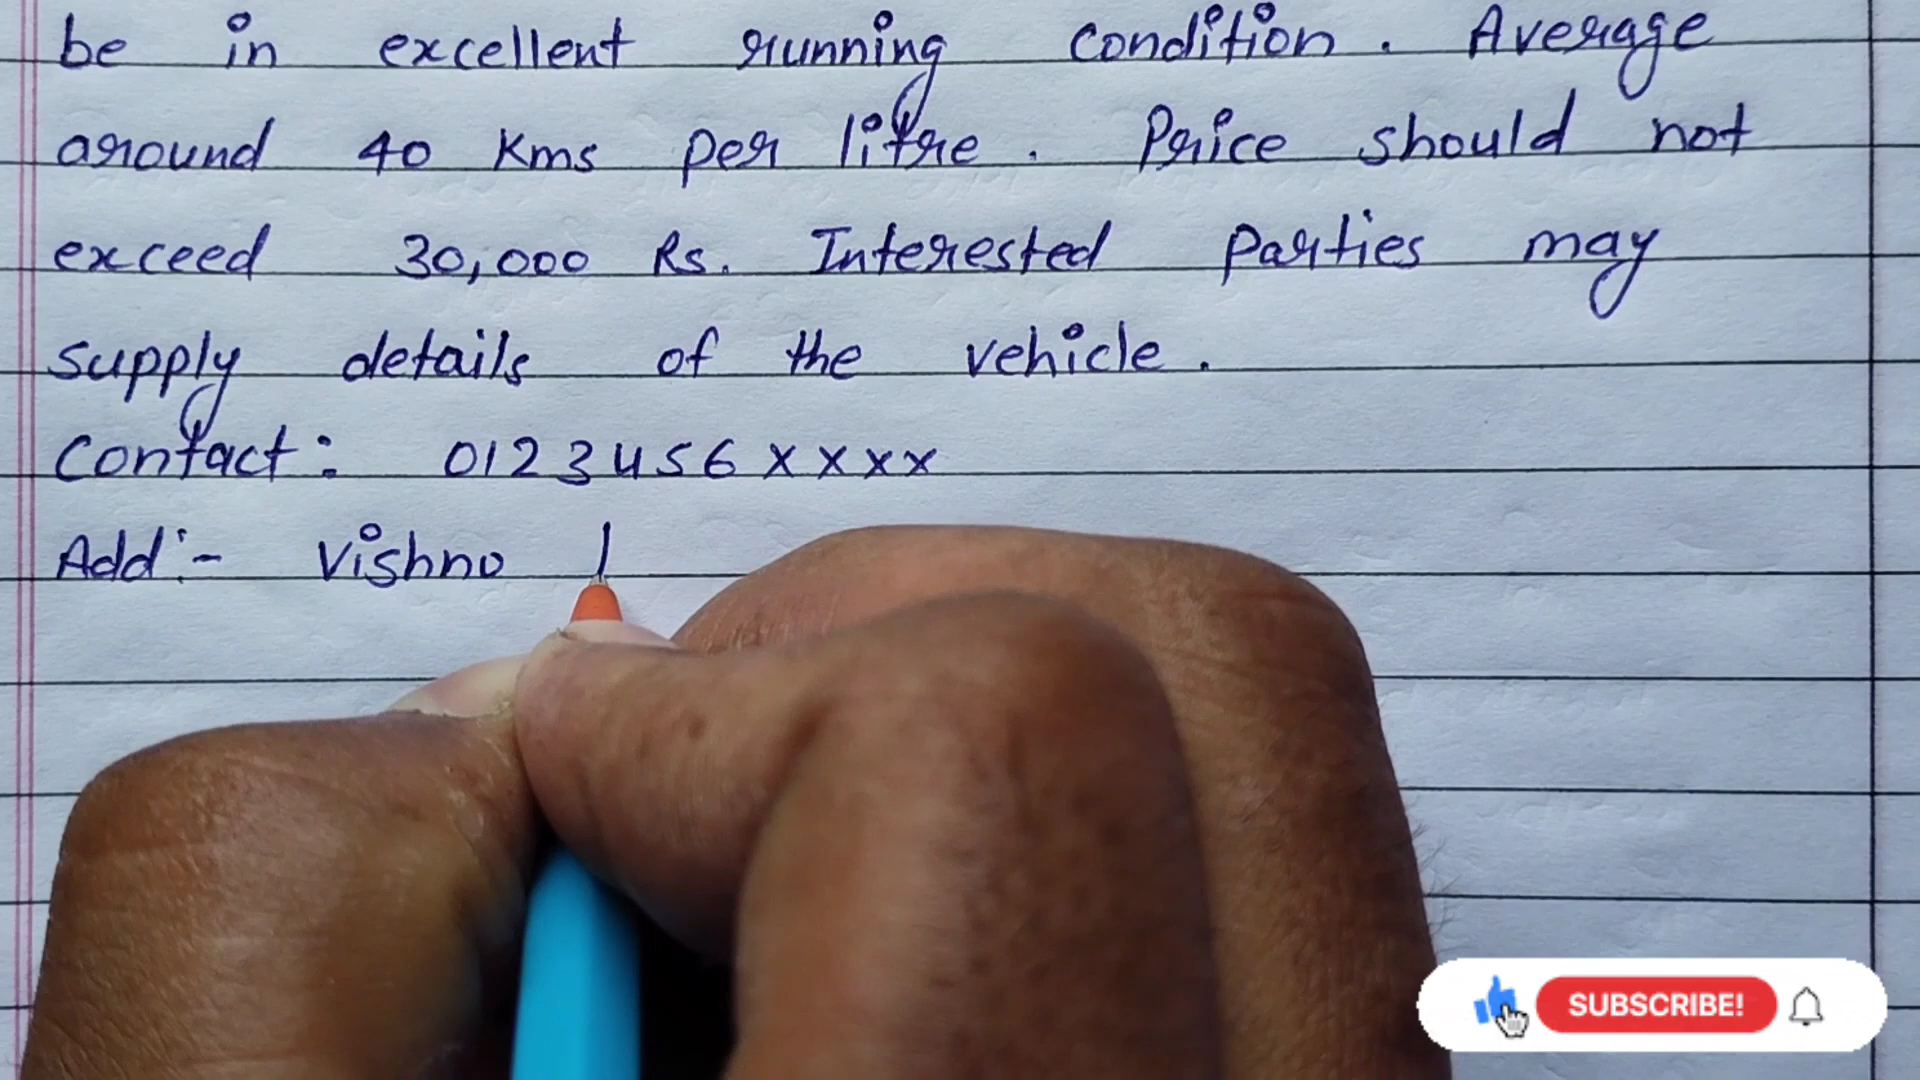 be in excellent running condition. Average
around 40 Kms per litre. Price should not
exceed 30,000 Rs. Interested Parties may
supply details of the vehicle.
Contact: 0123456xxxx
Add:- Vishno
SUBSCRIBE!